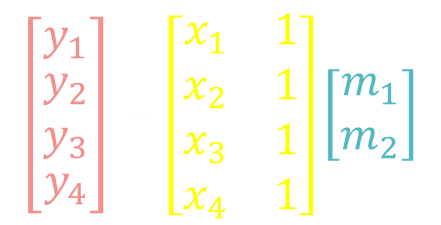 y₁ x₁ 1
y₂ x₂ 1 m₁
y₃ x₃ 1 m₂
y₄ x₄ 1